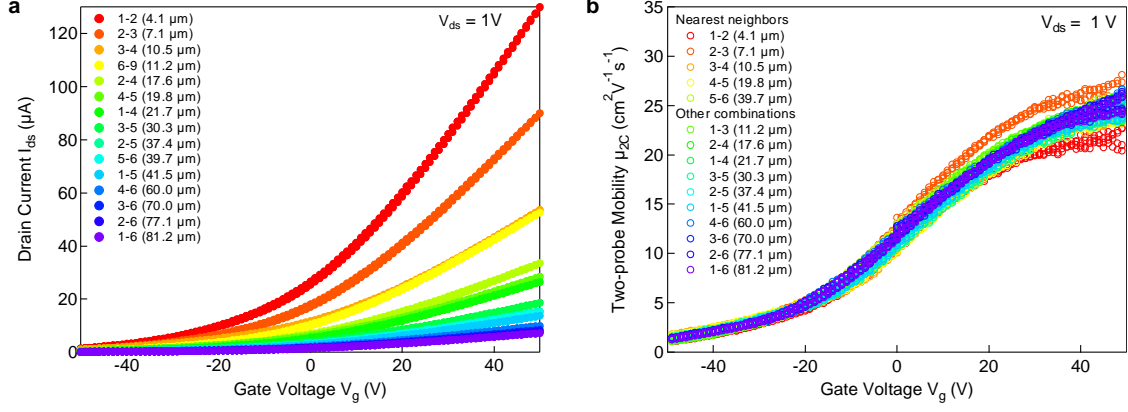 a
V_ds = 1V
1-2 (4.1 µm)
2-3 (7.1 µm)
3-4 (10.5 µm)
6-9 (11.2 µm)
2-4 (17.6 µm)
4-5 (19.8 µm)
1-4 (21.7 µm)
3-5 (30.3 µm)
2-5 (37.4 µm)
5-6 (39.7 µm)
1-5 (41.5 µm)
4-6 (60.0 µm)
3-6 (70.0 µm)
2-6 (77.1 µm)
1-6 (81.2 µm)
Drain Current I_ds (µA)
120
100
80
60
40
20
0
-40
-20
0
20
40
Gate Voltage V_g (V)
b
V_ds = 1 V
Nearest neighbors
1-2 (4.1 µm)
2-3 (7.1 µm)
3-4 (10.5 µm)
4-5 (19.8 µm)
5-6 (39.7 µm)
Other combinations
1-3 (11.2 µm)
2-4 (17.6 µm)
1-4 (21.7 µm)
3-5 (30.3 µm)
2-5 (37.4 µm)
1-5 (41.5 µm)
4-6 (60.0 µm)
3-6 (70.0 µm)
2-6 (77.1 µm)
1-6 (81.2 µm)
Two-probe Mobility µ_2C (cm²V⁻¹s⁻¹)
35
30
25
20
15
10
5
0
-40
-20
0
20
40
Gate Voltage V_g (V)